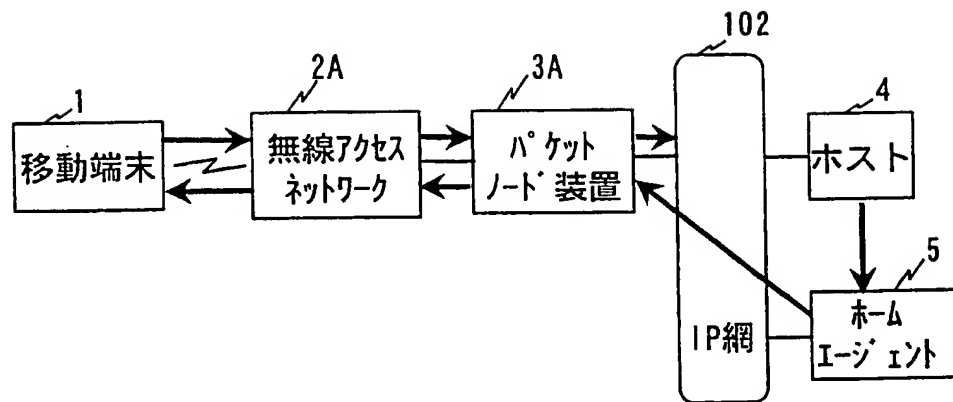 102
2A
3A
1
4
移動端末
無線アクセス
ネットワーク
パケット
ノード装置
ホスト
5
IP網
ホーム
エージェント